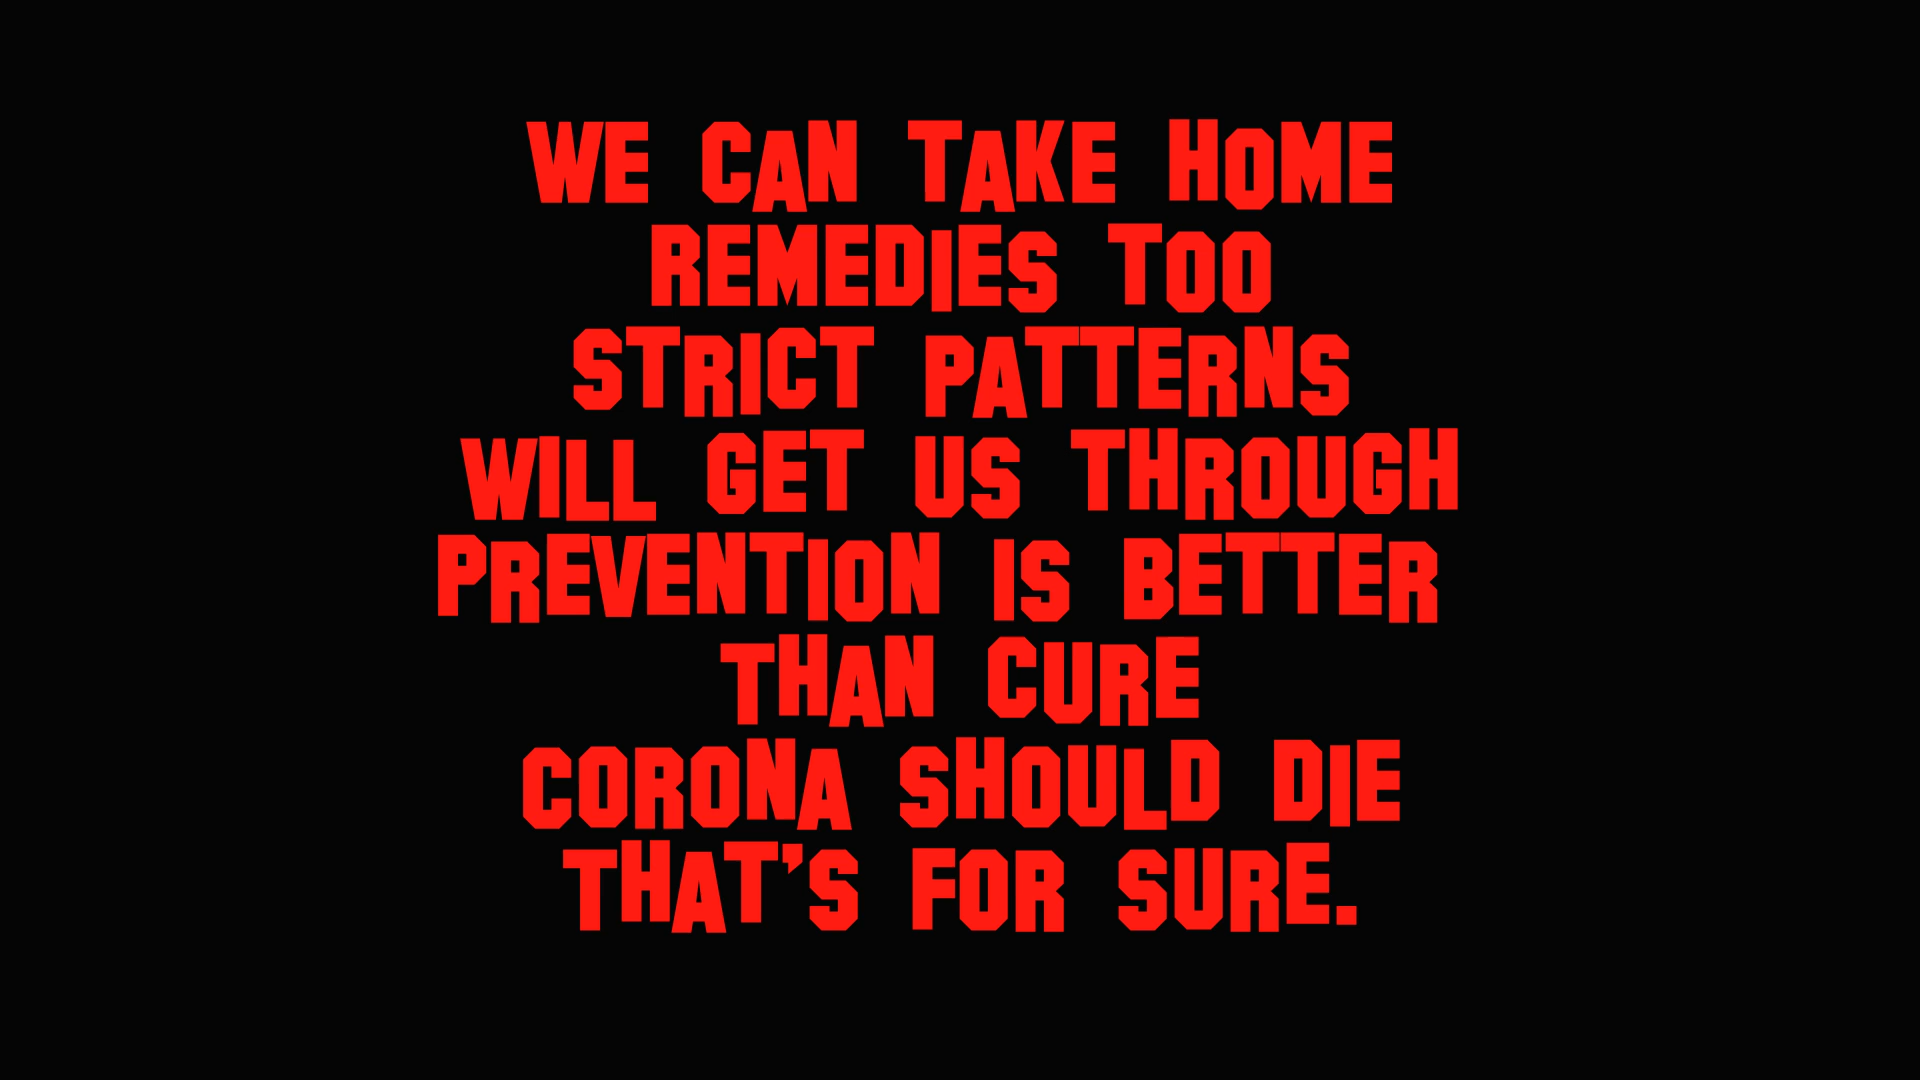 WE CAN TAKE HOME
REMEDIES TOO
STRICT PATTERNS
WILL GET US THROUGH
PREVENTION IS BETTER
THAN CURE
CORONA SHOULD DIE
THAT'S FOR SURE.